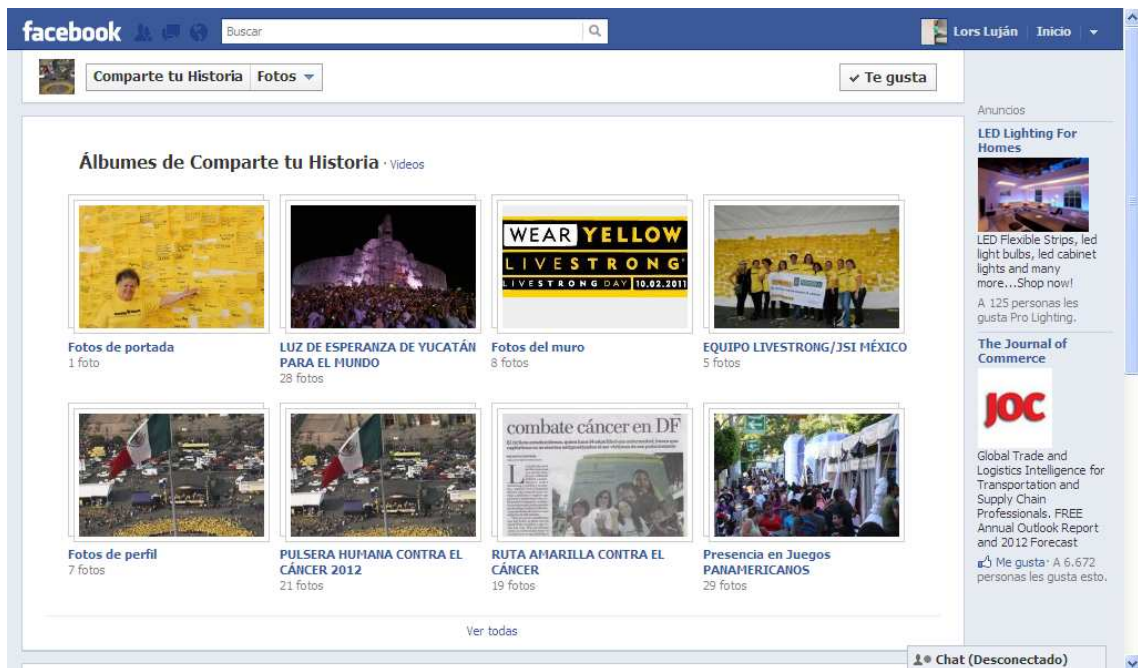 facebook
Buscar
Lors Luján
Inicio
Comparte tu Historia
Fotos
Te gusta
Álbumes de Comparte tu Historia · Videos
Fotos de portada
1 foto
LUZ DE ESPERANZA DE YUCATÁN
PARA EL MUNDO
28 fotos
WEAR YELLOW
LIVESTRONG
LIVESTRONG DAY 10.02.2011
Fotos del muro
8 fotos
EQUIPO LIVESTRONG/JSI MÉXICO
5 fotos
Fotos de perfil
7 fotos
PULSERA HUMANA CONTRA EL
CÁNCER 2012
21 fotos
combate cáncer en DF
RUTA AMARILLA CONTRA EL
CÁNCER
19 fotos
Presencia en Juegos
PANAMERICANOS
29 fotos
Ver todas
Anuncios
LED Lighting For
Homes
LED Flexible Strips, led
light bulbs, led cabinet
lights and many
more...Shop now!
A 125 personas les
gusta Pro Lighting.
The Journal of
Commerce
JOC
Global Trade and
Logistics Intelligence for
Transportation and
Supply Chain
Professionals. FREE
Annual Outlook Report
and 2012 Forecast
Me gusta · A 6.672
personas les gusta esto.
Chat (Desconectado)